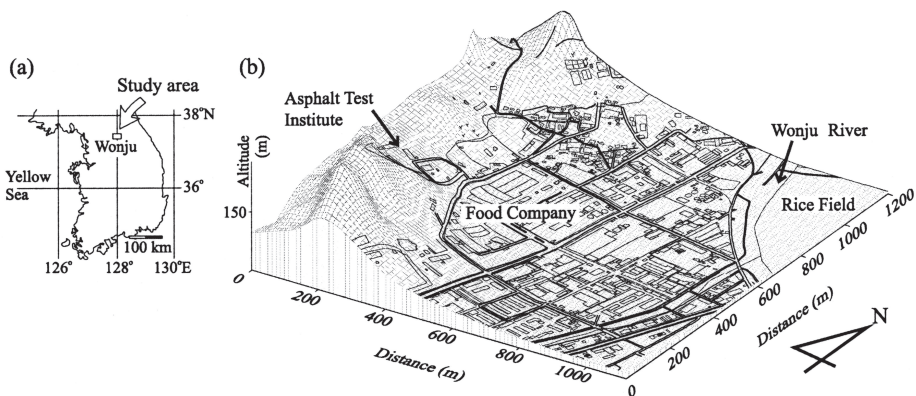 (a)
Study area
38°N
Wonju
Yellow
Sea
36°
100 km
126°
128°
130°E
(b)
Asphalt Test
Institute
Wonju River
Altitude
(m)
150
0
Food Company
Rice Field
200
400
600
800
1000
Distance (m)
0
200
400
600
800
1000
1200
Distance (m)
N